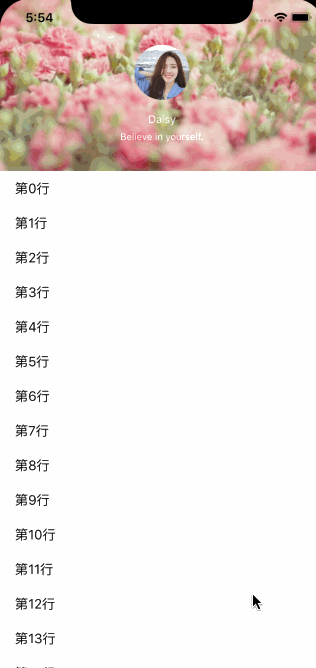 5:54
Daisy
Believe in yourself.
第0行
第1行
第2行
第3行
第4行
第5行
第6行
第7行
第8行
第9行
第10行
第11行
第12行
第13行